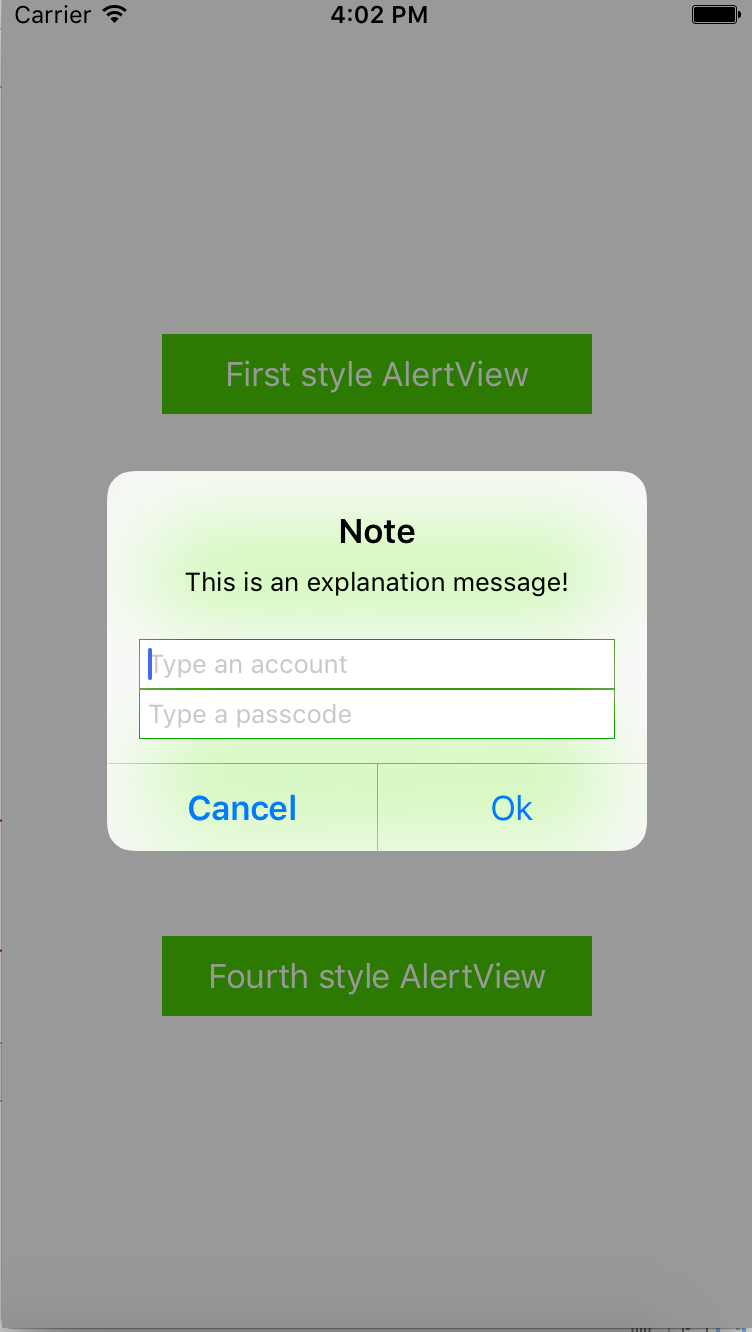 Carrier 4:02 PM
First style AlertView
Note
This is an explanation message!
Type an account
Type a passcode
Cancel Ok
Fourth style AlertView